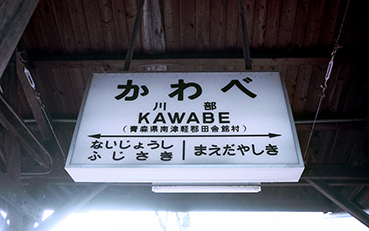 かわべ
川部
KAWABE
(青森県南津軽郡田舎館村)
ないじょうし
ふじさき
まえだやしき